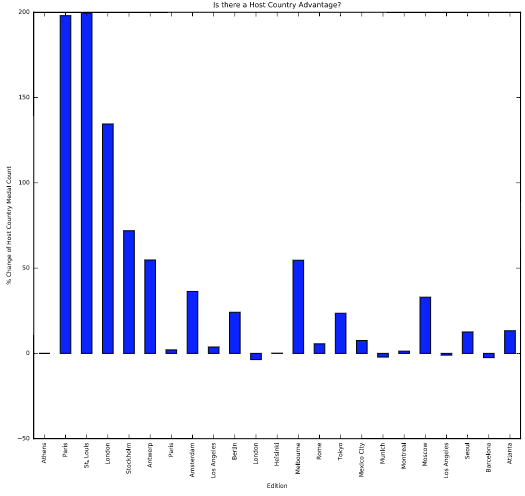 Is there a Host Country Advantage?
% Change of Host Country Medal Count
200
150
100
50
0
−50
Athens
Paris
St. Louis
London
Stockholm
Antwerp
Paris
Amsterdam
Los Angeles
Berlin
London
Helsinki
Melbourne
Rome
Tokyo
Mexico City
Munich
Montreal
Moscow
Los Angeles
Seoul
Barcelona
Atlanta
Edition